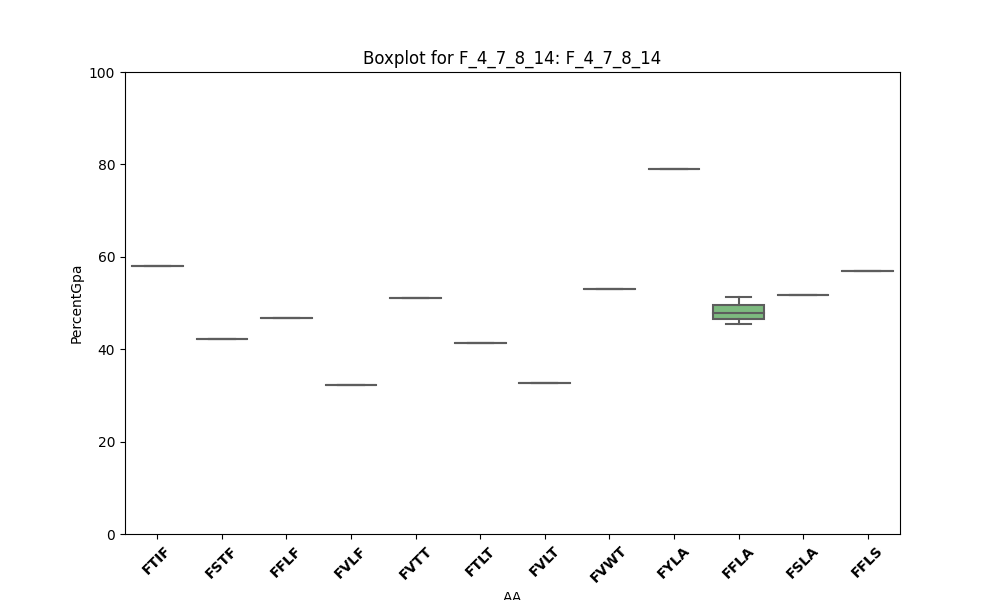 Boxplot for F_4_7_8_14: F_4_7_8_14
100
80
60
40
20
0
PercentGpa
FTIF
FSTF
FFLF
FVLF
FVTT
FTLT
FVLT
FVWT
FYLA
FFLA
FSLA
FFLS
AA